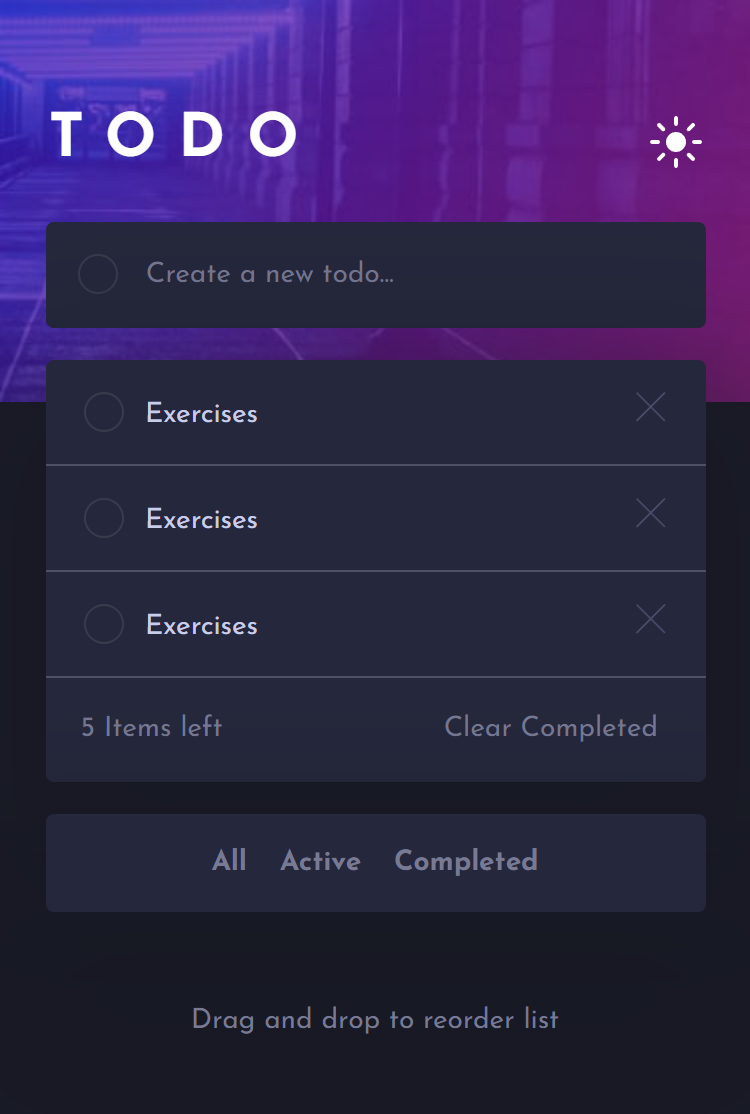 TODO
Create a new todo...
Exercises
Exercises
Exercises
5 Items left Clear Completed
All Active Completed
Drag and drop to reorder list